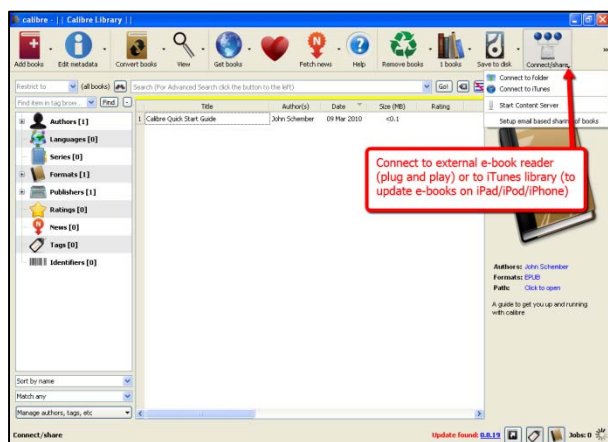 calibre - || Calibre Library ||
Add books
Edit metadata
Convert books
View
Get books
Fetch news
Help
Remove books
1 books
Save to disk
Connect/share
Restrict to
(all books)
Search (For Advanced Search click the button to the left)
Go!
Connect to folder
Connect to iTunes
Start Content Server
Setup email based sharing of books
Find item in tag brow...
Find
Title
Author(s)
Date
Size (MB)
Rating
1
Calibre Quick Start Guide
John Schember
09 Mar 2010
<0.1
Authors [1]
Languages [0]
Series [0]
Formats [1]
Publishers [1]
Ratings [0]
News [0]
Tags [0]
Identifiers [0]
Connect to external e-book reader
(plug and play) or to iTunes library (to
update e-books on iPad/iPod/iPhone)
Authors: John Schember
Formats: EPUB
Path: Click to open
A guide to get you up and running
with calibre
Sort by name
Match any
Manage authors, tags, etc
Connect/share
Update found: 0.8.19
Jobs: 0